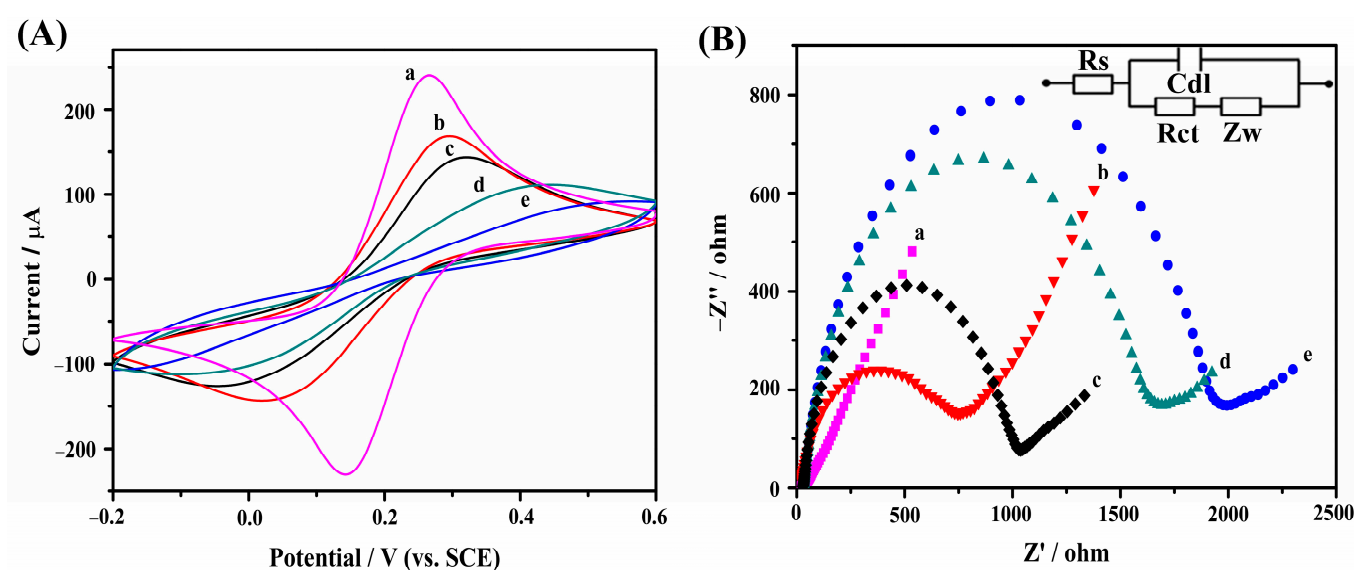 (A)
200
100
0
−100
−200
Current / μA
a
b
c
d
e
−0.2
0.0
0.2
0.4
0.6
Potential / V (vs. SCE)
(B)
800
600
400
200
0
−Z'' / ohm
Rs
Cdl
Rct Zw
b
a
c
d
e
0
500
1000
1500
2000
2500
Z' / ohm